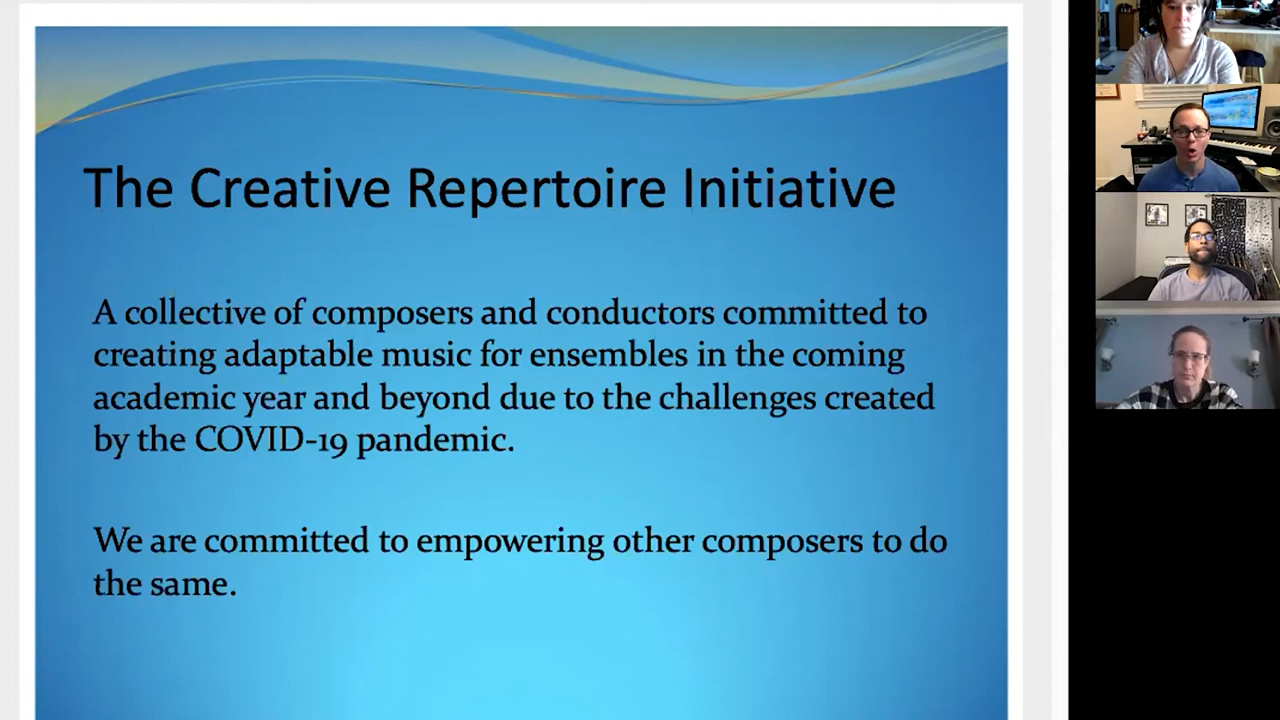 The Creative Repertoire Initiative
A collective of composers and conductors committed to
creating adaptable music for ensembles in the coming
academic year and beyond due to the challenges created
by the COVID-19 pandemic.
We are committed to empowering other composers to do
the same.